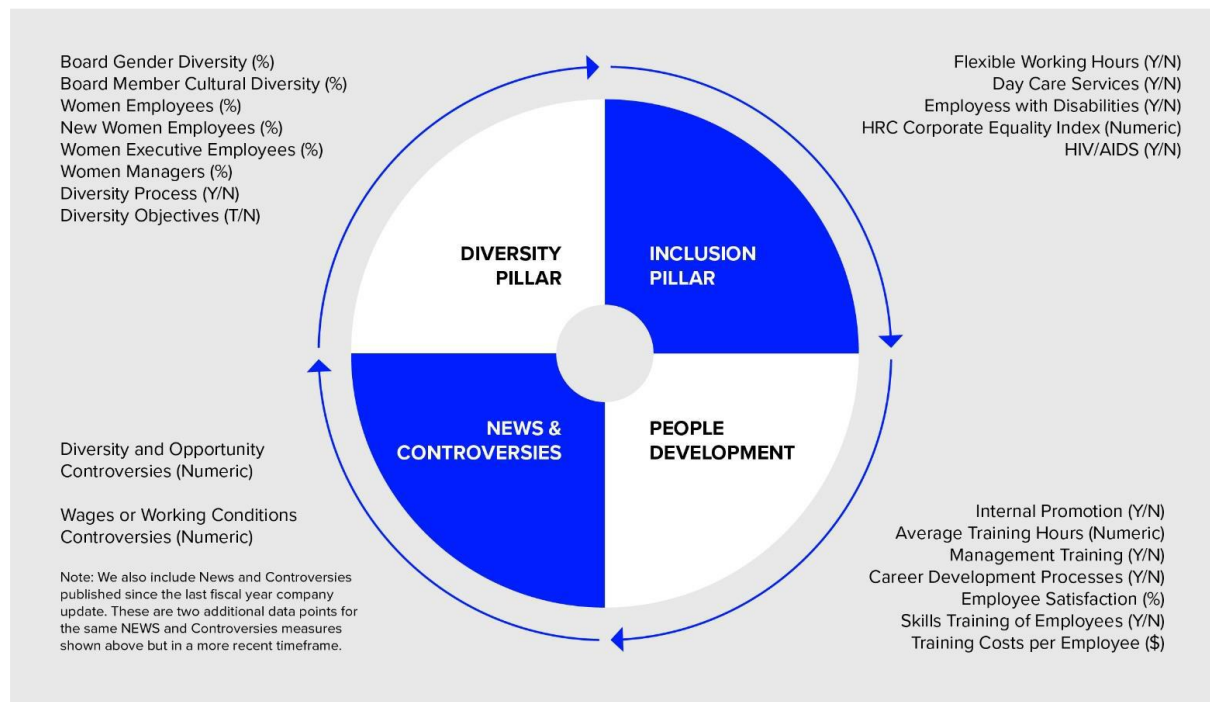 Board Gender Diversity (%)
Board Member Cultural Diversity (%)
Women Employees (%)
New Women Employees (%)
Women Executive Employees (%)
Women Managers (%)
Diversity Process (Y/N)
Diversity Objectives (T/N)
Flexible Working Hours (Y/N)
Day Care Services (Y/N)
Employess with Disabilities (Y/N)
HRC Corporate Equality Index (Numeric)
HIV/AIDS (Y/N)
DIVERSITY
PILLAR
INCLUSION
PILLAR
NEWS &
CONTROVERSIES
PEOPLE
DEVELOPMENT
Diversity and Opportunity
Controversies (Numeric)
Wages or Working Conditions
Controversies (Numeric)
Note: We also include News and Controversies
published since the last fiscal year company
update. These are two additional data points for
the same NEWS and Controversies measures
shown above but in a more recent timeframe.
Internal Promotion (Y/N)
Average Training Hours (Numeric)
Management Training (Y/N)
Career Development Processes (Y/N)
Employee Satisfaction (%)
Skills Training of Employees (Y/N)
Training Costs per Employee ($)